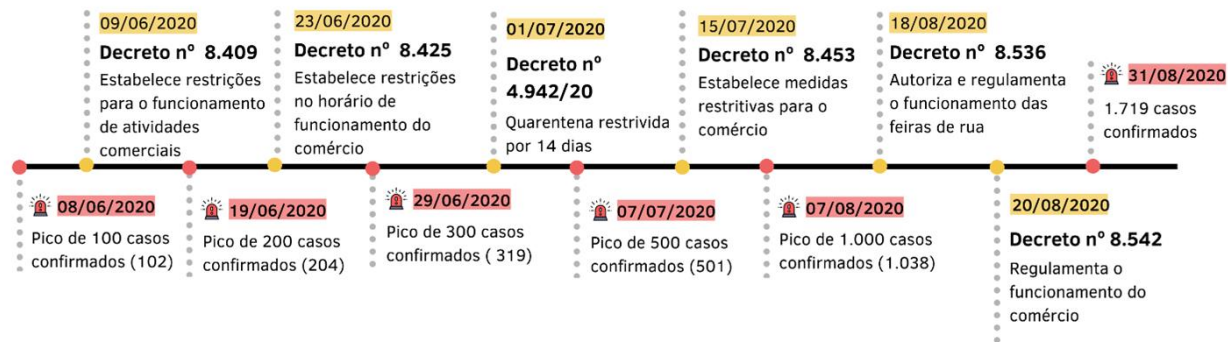 09/06/2020
Decreto nº 8.409
Estabelece restrições
para o funcionamento
de atividades
comerciais
23/06/2020
Decreto nº 8.425
Estabelece restrições
no horário de
funcionamento do
comércio
01/07/2020
Decreto nº
4.942/20
Quarentena restrivida
por 14 dias
15/07/2020
Decreto nº 8.453
Estabelece medidas
restritivas para o
comércio
18/08/2020
Decreto nº 8.536
Autoriza e regulamenta
o funcionamento das
feiras de rua
31/08/2020
1.719 casos
confirmados
08/06/2020
Pico de 100 casos
confirmados (102)
19/06/2020
Pico de 200 casos
confirmados (204)
29/06/2020
Pico de 300 casos
confirmados ( 319)
07/07/2020
Pico de 500 casos
confirmados (501)
07/08/2020
Pico de 1.000 casos
confirmados (1.038)
20/08/2020
Decreto nº 8.542
Regulamenta o
funcionamento do
comércio